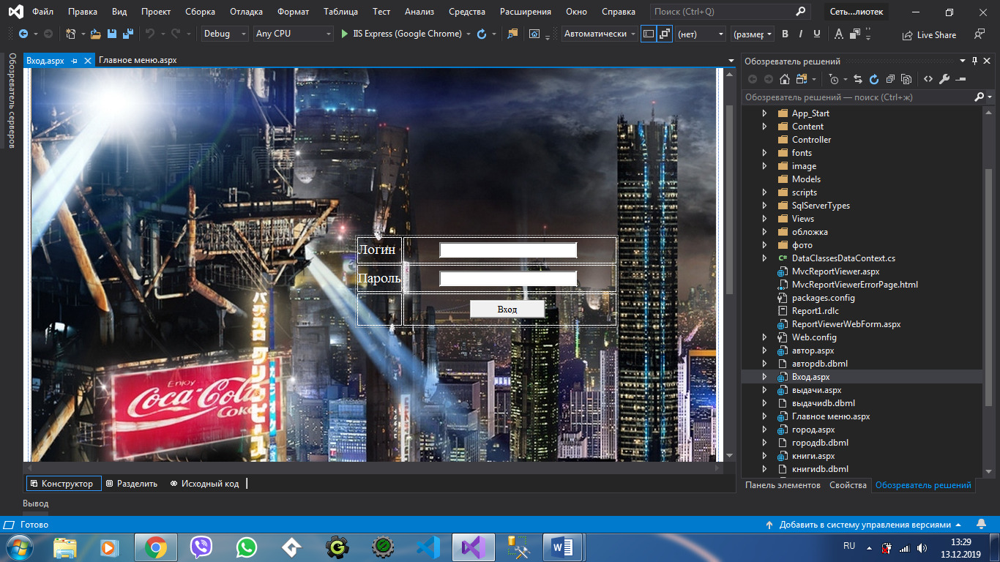 Файл Правка Вид Проект Сборка Отладка Формат Таблица Тест Анализ Средства Расширения Окно Справка Поиск (Ctrl+Q) Сеть...лиотек
Debug Any CPU IIS Express (Google Chrome) Автоматически (нет) (размер B I U A Live Share
Обозреватель серверов
Вход.aspx Главное меню.aspx
Логин
Пароль
Вход
Enjoy
Coca-Cola
Coke
Конструктор Разделить Исходный код
Вывод
Обозреватель решений
Обозреватель решений — поиск (Ctrl+ж)
App_Start
Content
Controller
fonts
image
Models
scripts
SqlServerTypes
Views
обложка
фото
DataClassesDataContext.cs
MvcReportViewer.aspx
MvcReportViewerErrorPage.html
packages.config
Report1.rdlc
ReportViewerWebForm.aspx
Web.config
автор.aspx
авторdb.dbml
Вход.aspx
выдачи.aspx
выдачиdb.dbml
Главное меню.aspx
город.aspx
городdb.dbml
книги.aspx
книгиdb.dbml
Панель элементов Свойства Обозреватель решений
Готово Добавить в систему управления версиями
RU 13:29
13.12.2019